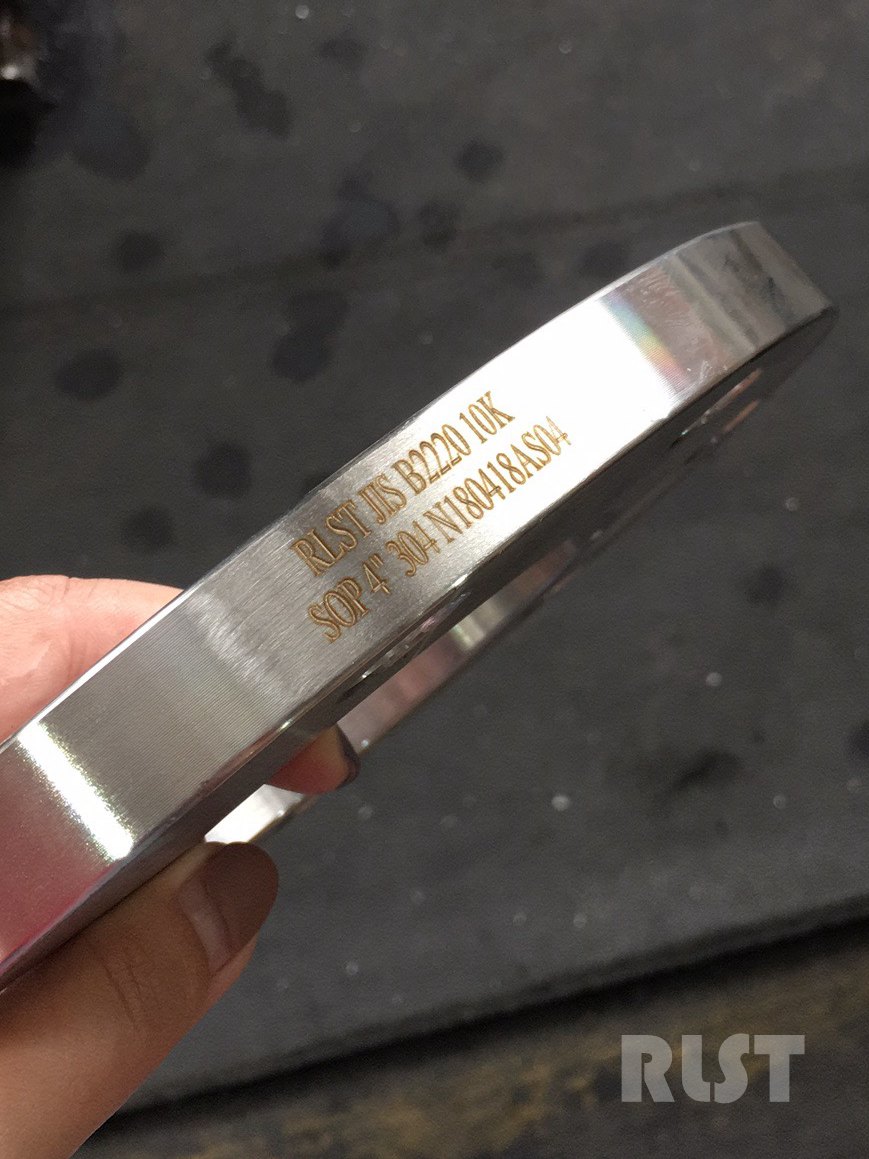 RLST JIS B2220 10K
SOP 4" 304 N180418AS04
RLST